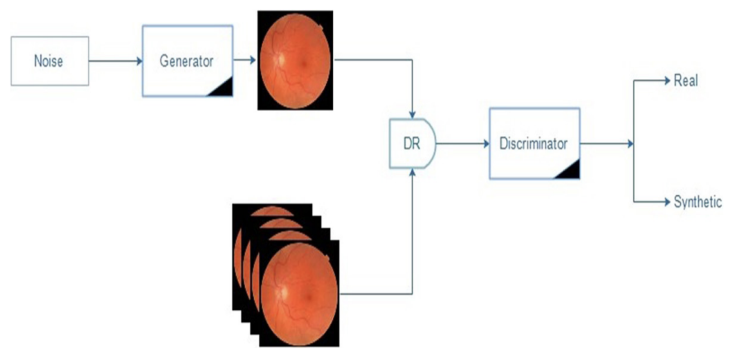 Noise
Generator
DR
Discriminator
Real
Synthetic